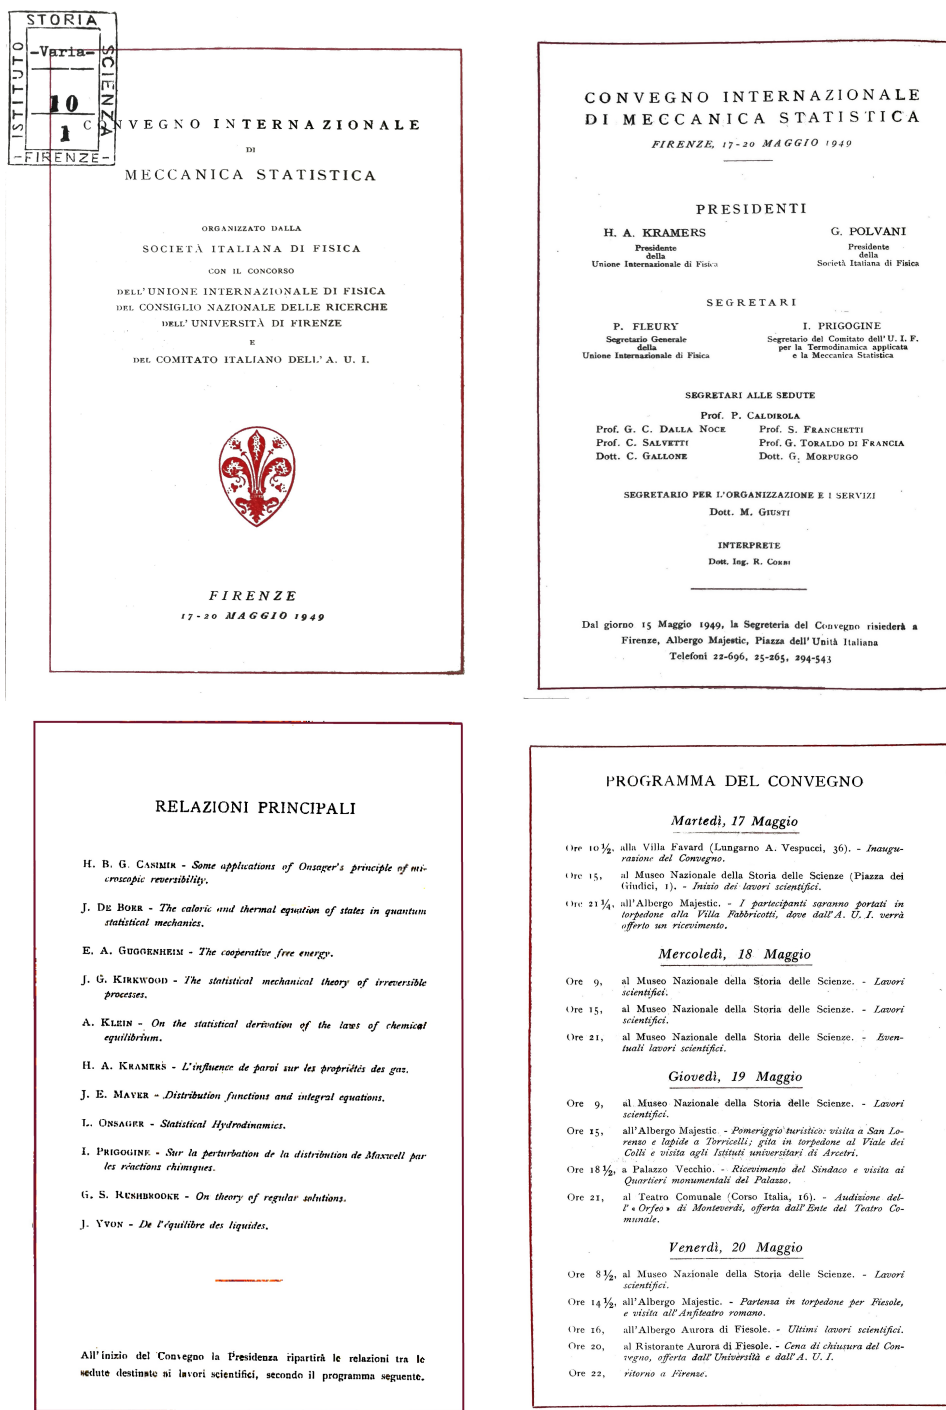 STORIA
ISTITUTO
SCIENZA
-Varia-
10
1
-FIRENZE-
CONVEGNO INTERNAZIONALE
DI
MECCANICA STATISTICA
ORGANIZZATO DALLA
SOCIETÀ ITALIANA DI FISICA
CON IL CONCORSO
DELL'UNIONE INTERNAZIONALE DI FISICA
DEL CONSIGLIO NAZIONALE DELLE RICERCHE
DELL'UNIVERSITÀ DI FIRENZE
E
DEL COMITATO ITALIANO DELL'A. U. I.
FIRENZE
17-20 MAGGIO 1949
CONVEGNO INTERNAZIONALE
DI MECCANICA STATISTICA
FIRENZE, 17-20 MAGGIO 1949
PRESIDENTI
H. A. KRAMERS
Presidente
della
Unione Internazionale di Fisica
G. POLVANI
Presidente
della
Società Italiana di Fisica
SEGRETARI
P. FLEURY
Segretario Generale
della
Unione Internazionale di Fisica
I. PRIGOGINE
Segretario del Comitato dell'U. I. F.
per la Termodinamica applicata
e la Meccanica Statistica
SEGRETARI ALLE SEDUTE
Prof. P. CALDIROLA
Prof. G. C. DALLA NOCE Prof. S. FRANCHETTI
Prof. C. SALVETTI Prof. G. TORALDO DI FRANCIA
Dott. C. GALLONE Dott. G. MORPURGO
SEGRETARIO PER L'ORGANIZZAZIONE E I SERVIZI
Dott. M. GIUSTI
INTERPRETE
Dott. Ing. R. CORBI
Dal giorno 15 Maggio 1949, la Segreteria del Convegno risiederà a
Firenze, Albergo Majestic, Piazza dell'Unità Italiana
Telefoni 22-696, 25-265, 294-543
RELAZIONI PRINCIPALI
H. B. G. CASIMIR - Some applications of Onsager's principle of mi-
croscopic reversibility.
J. DE BOER - The caloric and thermal equation of states in quantum
statistical mechanics.
E. A. GUGGENHEIM - The cooperative free energy.
J. G. KIRKWOOD - The statistical mechanical theory of irreversible
processes.
A. KLEIN - On the statistical derivation of the laws of chemical
equilibrium.
H. A. KRAMERS - L'influence de paroi sur les propriétés des gaz.
J. E. MAYER - Distribution functions and integral equations.
L. ONSAGER - Statistical Hydrodinamics.
I. PRIGOGINE - Sur la perturbation de la distribution de Maxwell par
les réactions chimiques.
G. S. RUSHBROOKE - On theory of regular solutions.
J. YVON - De l'équilibre des liquides.
All'inizio del Convegno la Presidenza ripartirà le relazioni tra le
sedute destinate ai lavori scientifici, secondo il programma seguente.
PROGRAMMA DEL CONVEGNO
Martedì, 17 Maggio
Ore 10 ½, alla Villa Favard (Lungarno A. Vespucci, 36). - Inaugu-
razione del Convegno.
Ore 15, al Museo Nazionale della Storia delle Scienze (Piazza dei
Giudici, 1). - Inizio dei lavori scientifici.
Ore 21 ¼, all'Albergo Majestic. - I partecipanti saranno portati in
torpedone alla Villa Fabbricotti, dove dall'A. U. I. verrà
offerto un ricevimento.
Mercoledì, 18 Maggio
Ore 9, al Museo Nazionale della Storia delle Scienze. - Lavori
scientifici.
Ore 15, al Museo Nazionale della Storia delle Scienze. - Lavori
scientifici.
Ore 21, al Museo Nazionale della Storia delle Scienze. - Even-
tuali lavori scientifici.
Giovedì, 19 Maggio
Ore 9, al Museo Nazionale della Storia delle Scienze. - Lavori
scientifici.
Ore 15, all'Albergo Majestic - Pomeriggio turistico: visita a San Lo-
renzo e lapide a Torricelli; gita in torpedone al Viale dei
Colli e visita agli Istituti universitari di Arcetri.
Ore 18 ½, a Palazzo Vecchio. - Ricevimento del Sindaco e visita ai
Quartieri monumentali del Palazzo.
Ore 21, al Teatro Comunale (Corso Italia, 16). - Audizione del-
l'« Orfeo » di Monteverdi, offerta dall'Ente del Teatro Co-
munale.
Venerdì, 20 Maggio
Ore 8 ½, al Museo Nazionale della Storia delle Scienze. - Lavori
scientifici.
Ore 14 ½, all'Albergo Majestic. - Partenza in torpedone per Fiesole,
e visita all'Anfiteatro romano.
Ore 16, all'Albergo Aurora di Fiesole. - Ultimi lavori scientifici.
Ore 20, al Ristorante Aurora di Fiesole. - Cena di chiusura del Con-
vegno, offerta dall'Università e dall'A. U. I.
Ore 22, ritorno a Firenze.